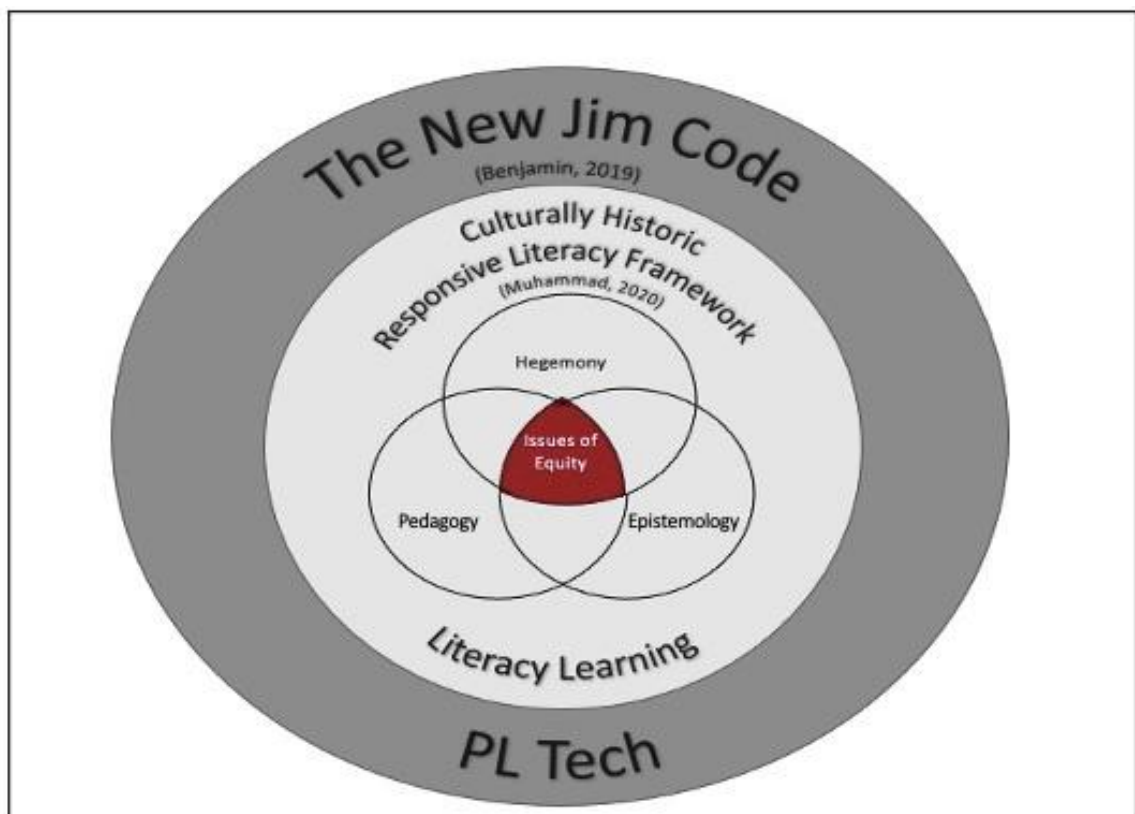 The New Jim Code
(Benjamin, 2019)
Culturally Historic
Responsive Literacy Framework
(Muhammad, 2020)
Hegemony
Issues of
Equity
Pedagogy
Epistemology
Literacy Learning
PL Tech